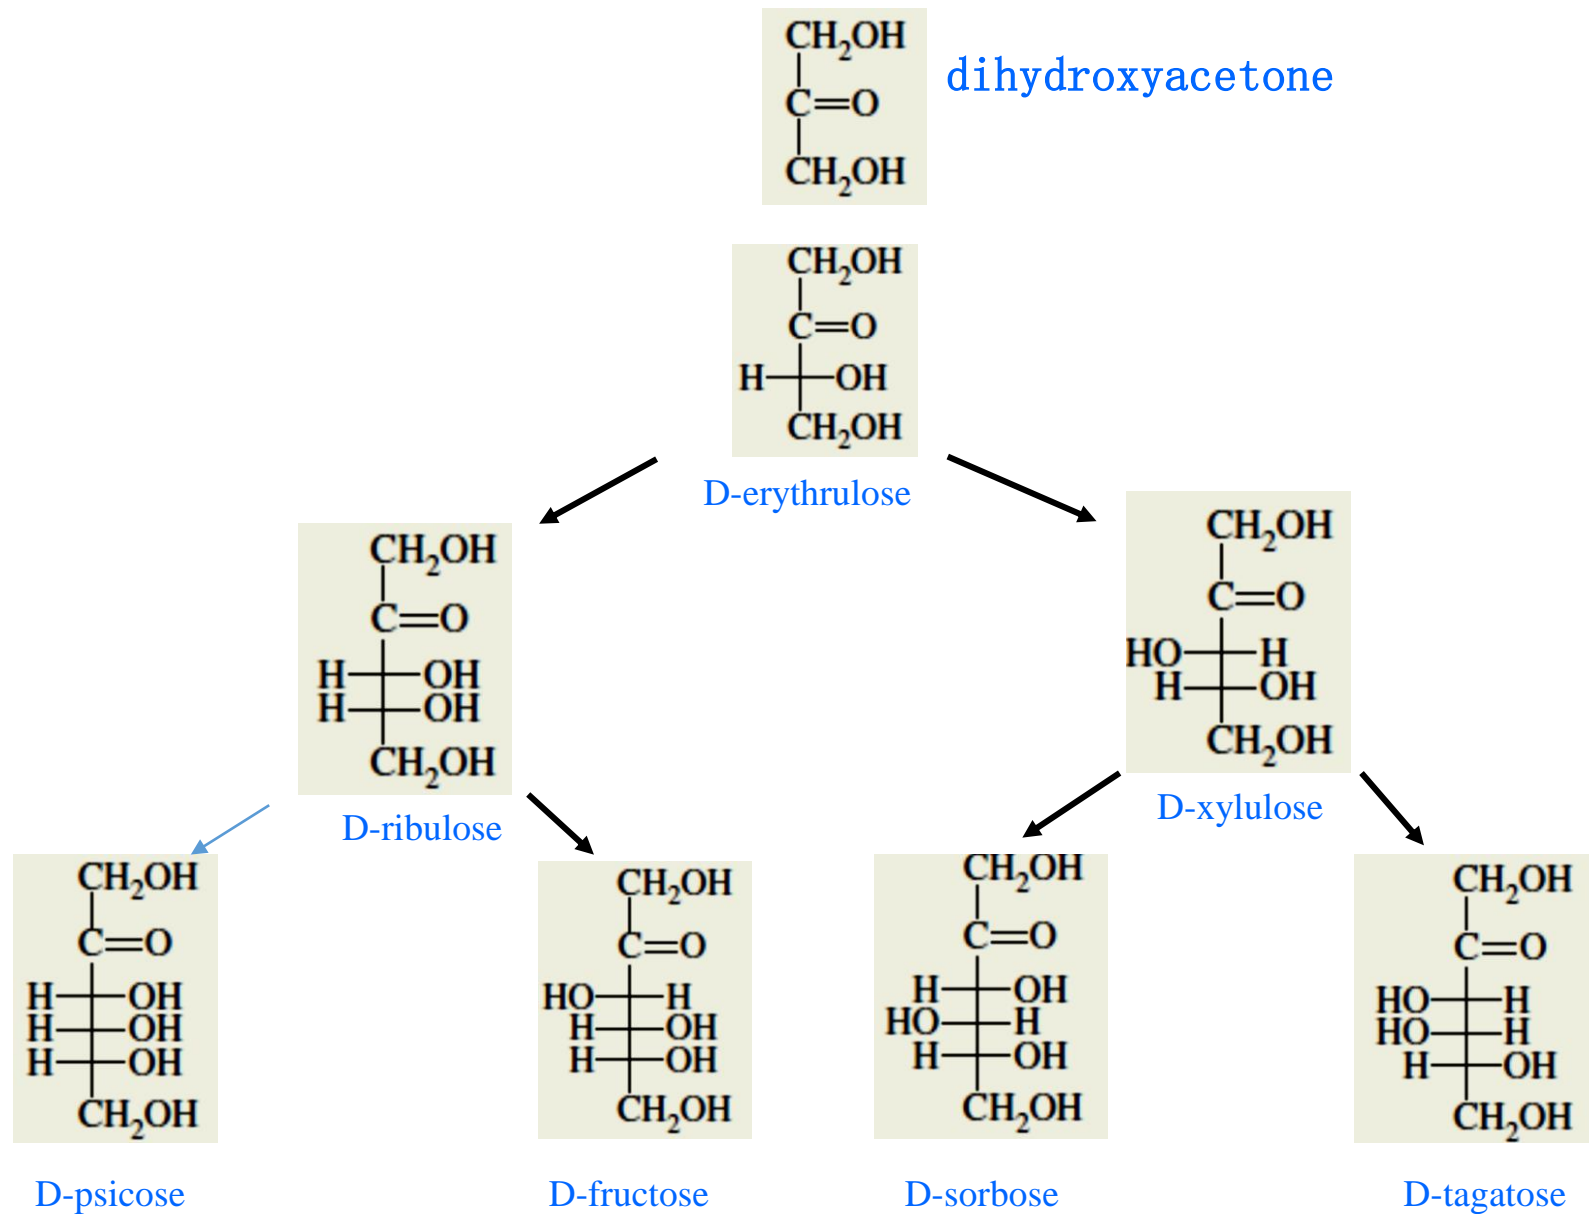 CH₂OH
C=O
CH₂OH
dihydroxyacetone
CH₂OH
C=O
H OH
CH₂OH
D-erythrulose
CH₂OH
C=O
H OH
H OH
CH₂OH
D-ribulose
CH₂OH
C=O
HO H
H OH
CH₂OH
D-xylulose
CH₂OH
C=O
H OH
H OH
H OH
CH₂OH
D-psicose
CH₂OH
C=O
HO H
H OH
H OH
CH₂OH
D-fructose
CH₂OH
C=O
H OH
HO H
H OH
CH₂OH
D-sorbose
CH₂OH
C=O
HO H
HO H
H OH
CH₂OH
D-tagatose